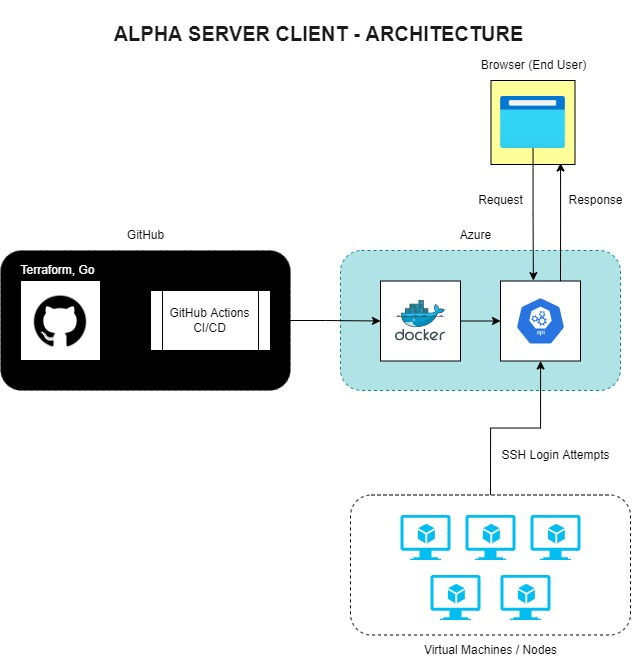 ALPHA SERVER CLIENT - ARCHITECTURE
Browser (End User)
Request
Response
GitHub
Azure
Terraform, Go
GitHub Actions
CI/CD
docker
api
SSH Login Attempts
Virtual Machines / Nodes